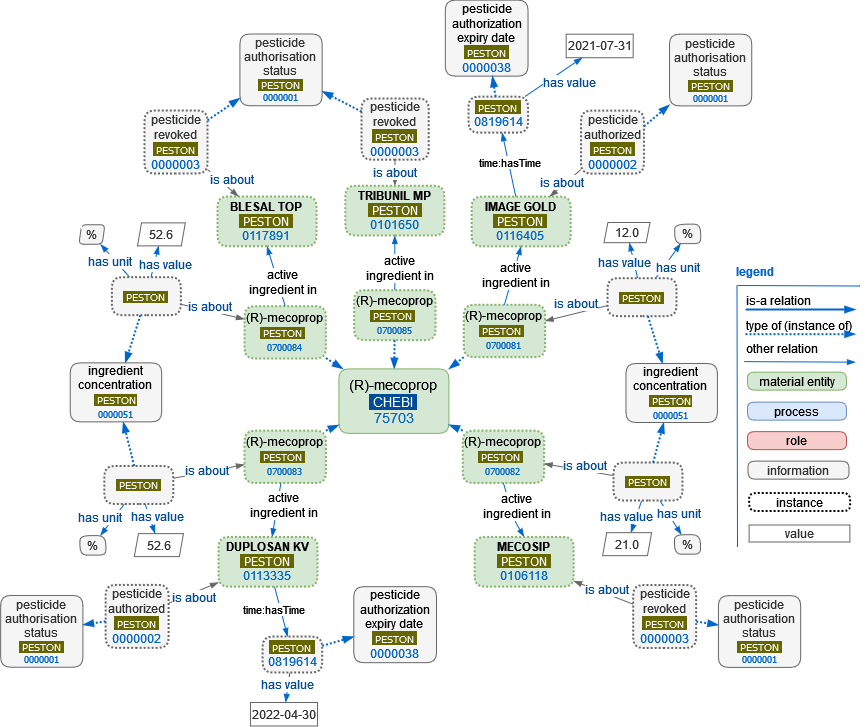 pesticide
authorization
expiry date
PESTON
0000038
2021-07-31
has value
PESTON
0819614
time:hasTime
pesticide
authorisation
status
PESTON
0000001
pesticide
authorisation
status
PESTON
0000001
pesticide
revoked
PESTON
0000003
pesticide
revoked
PESTON
0000003
pesticide
authorized
PESTON
0000002
is about
is about
is about
BLESAL TOP
PESTON
0117891
TRIBUNIL MP
PESTON
0101650
IMAGE GOLD
PESTON
0116405
%
52.6
has unit
has value
PESTON
is about
active
ingredient in
active
ingredient in
active
ingredient in
12.0
%
has value
has unit
PESTON
is about
(R)-mecoprop
PESTON
0700084
(R)-mecoprop
PESTON
0700085
(R)-mecoprop
PESTON
0700081
ingredient
concentration
PESTON
0000051
(R)-mecoprop
CHEBI
75703
ingredient
concentration
PESTON
0000051
legend
is-a relation
type of (instance of)
other relation
material entity
process
role
information
instance
value
(R)-mecoprop
PESTON
0700083
(R)-mecoprop
PESTON
0700082
PESTON
is about
has unit
has value
%
52.6
active
ingredient in
active
ingredient in
is about
PESTON
has value
has unit
21.0
%
DUPLOSAN KV
PESTON
0113335
MECOSIP
PESTON
0106118
pesticide
authorisation
status
PESTON
0000001
pesticide
authorized
PESTON
0000002
is about
time:hasTime
PESTON
0819614
has value
2022-04-30
pesticide
authorization
expiry date
PESTON
0000038
is about
pesticide
revoked
PESTON
0000003
pesticide
authorisation
status
PESTON
0000001